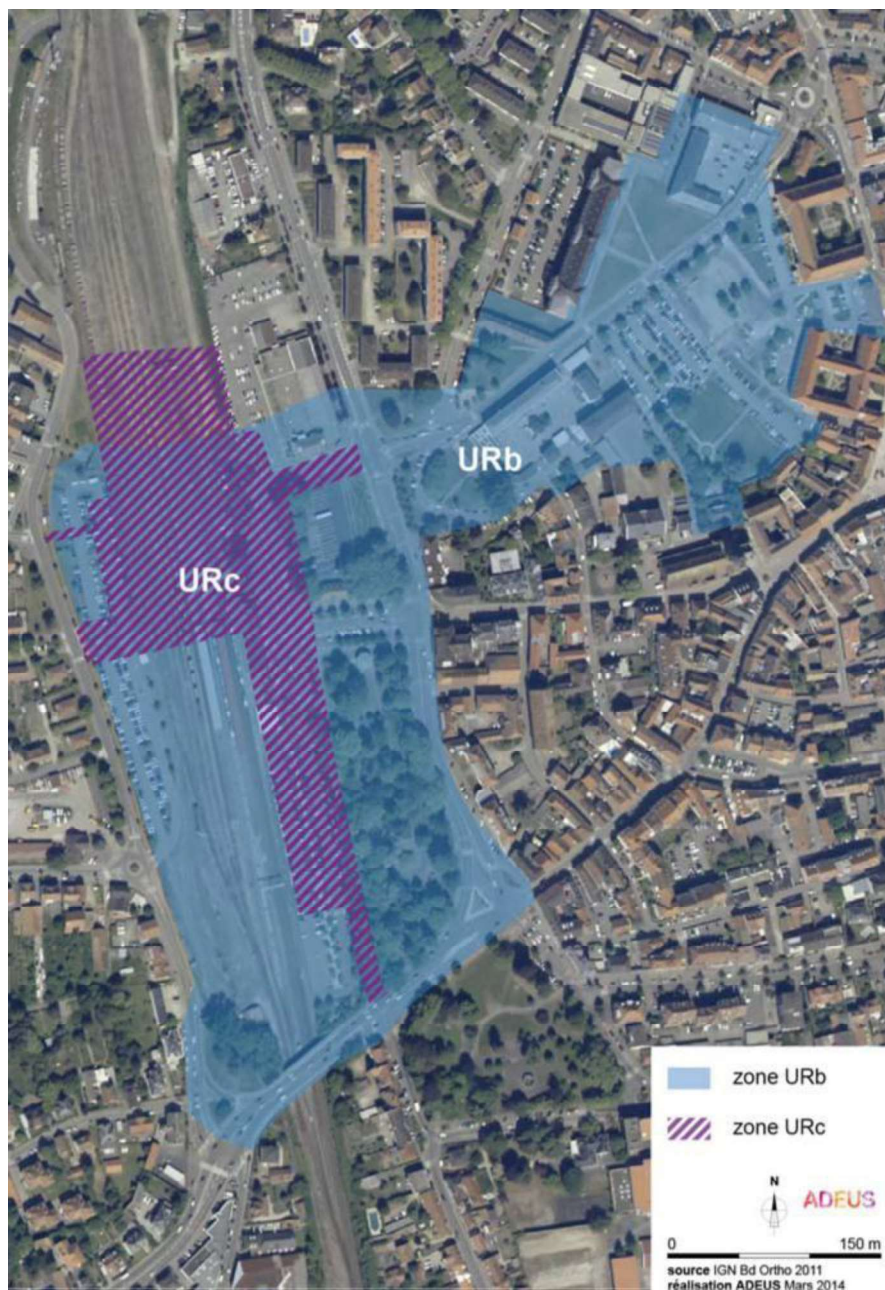 URb
URc
zone URb
zone URc
N
ADEUS
0 150 m
source IGN Bd Ortho 2011
réalisation ADEUS Mars 2014